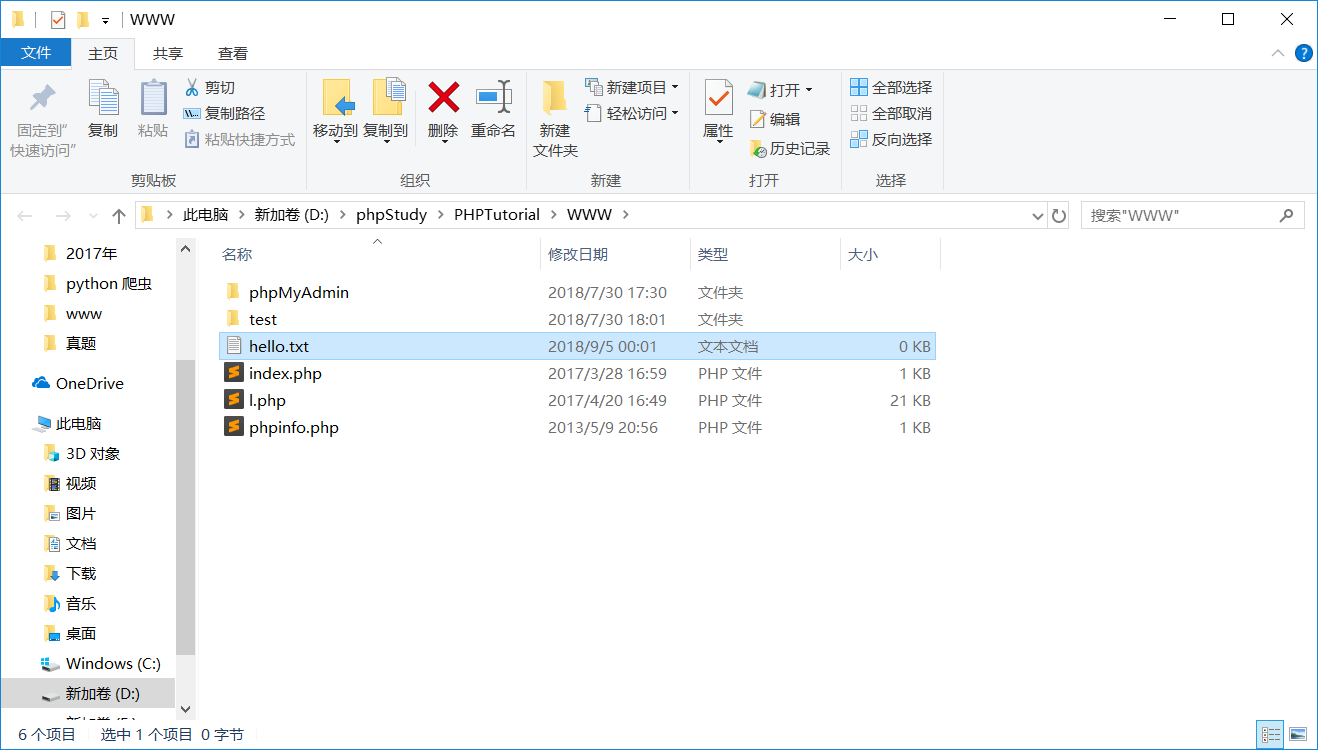 WWW
文件 主页 共享 查看
固定到"快速访问" 复制 粘贴 剪切 复制路径 粘贴快捷方式
移动到 复制到 删除 重命名
新建文件夹 新建项目 轻松访问
属性 打开 编辑 历史记录
全部选择 全部取消 反向选择
剪贴板 组织 新建 打开 选择
此电脑 新加卷 (D:) phpStudy PHPTutorial WWW
搜索"WWW"
2017年
python 爬虫
www
真题
OneDrive
此电脑
3D 对象
视频
图片
文档
下载
音乐
桌面
Windows (C:)
新加卷 (D:)
名称 修改日期 类型 大小
phpMyAdmin 2018/7/30 17:30 文件夹
test 2018/7/30 18:01 文件夹
hello.txt 2018/9/5 00:01 文本文档 0 KB
index.php 2017/3/28 16:59 PHP 文件 1 KB
l.php 2017/4/20 16:49 PHP 文件 21 KB
phpinfo.php 2013/5/9 20:56 PHP 文件 1 KB
6 个项目 选中 1 个项目 0 字节